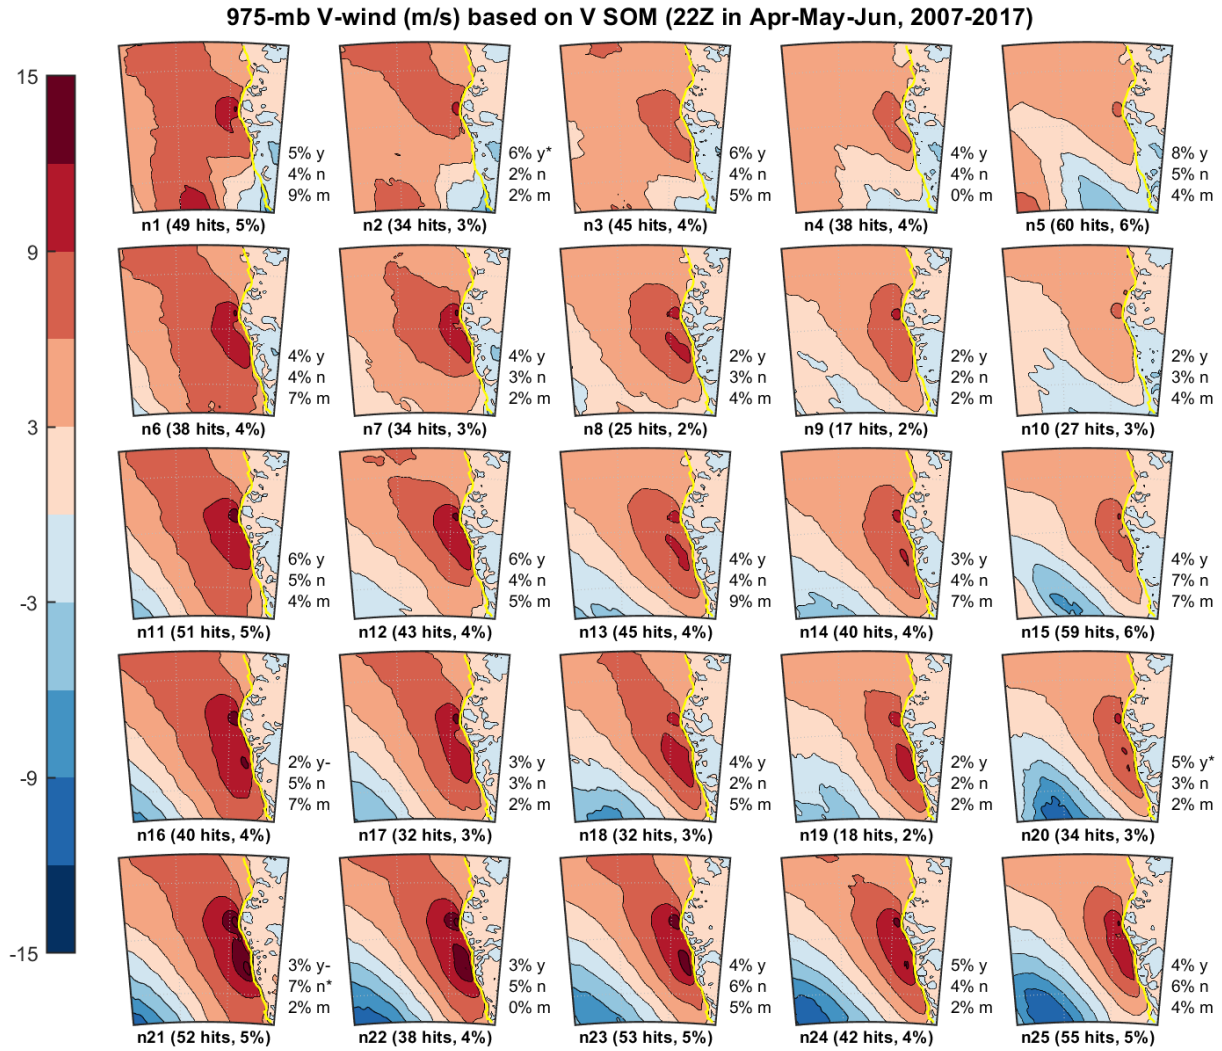 975-mb V-wind (m/s) based on V SOM (22Z in Apr-May-Jun, 2007-2017)
15
9
3
-3
-9
-15
5% y
4% n
9% m
n1 (49 hits, 5%)
6% y*
2% n
2% m
n2 (34 hits, 3%)
6% y
4% n
5% m
n3 (45 hits, 4%)
4% y
4% n
0% m
n4 (38 hits, 4%)
8% y
5% n
4% m
n5 (60 hits, 6%)
4% y
4% n
7% m
n6 (38 hits, 4%)
4% y
3% n
2% m
n7 (34 hits, 3%)
2% y
3% n
4% m
n8 (25 hits, 2%)
2% y
2% n
2% m
n9 (17 hits, 2%)
2% y
3% n
4% m
n10 (27 hits, 3%)
6% y
5% n
4% m
n11 (51 hits, 5%)
6% y
4% n
5% m
n12 (43 hits, 4%)
4% y
4% n
9% m
n13 (45 hits, 4%)
3% y
4% n
7% m
n14 (40 hits, 4%)
4% y
7% n
7% m
n15 (59 hits, 6%)
2% y-
5% n
7% m
n16 (40 hits, 4%)
3% y
3% n
2% m
n17 (32 hits, 3%)
4% y
2% n
5% m
n18 (32 hits, 3%)
2% y
2% n
2% m
n19 (18 hits, 2%)
5% y*
3% n
2% m
n20 (34 hits, 3%)
3% y-
7% n*
2% m
n21 (52 hits, 5%)
3% y
5% n
0% m
n22 (38 hits, 4%)
4% y
6% n
5% m
n23 (53 hits, 5%)
5% y
4% n
2% m
n24 (42 hits, 4%)
4% y
6% n
4% m
n25 (55 hits, 5%)